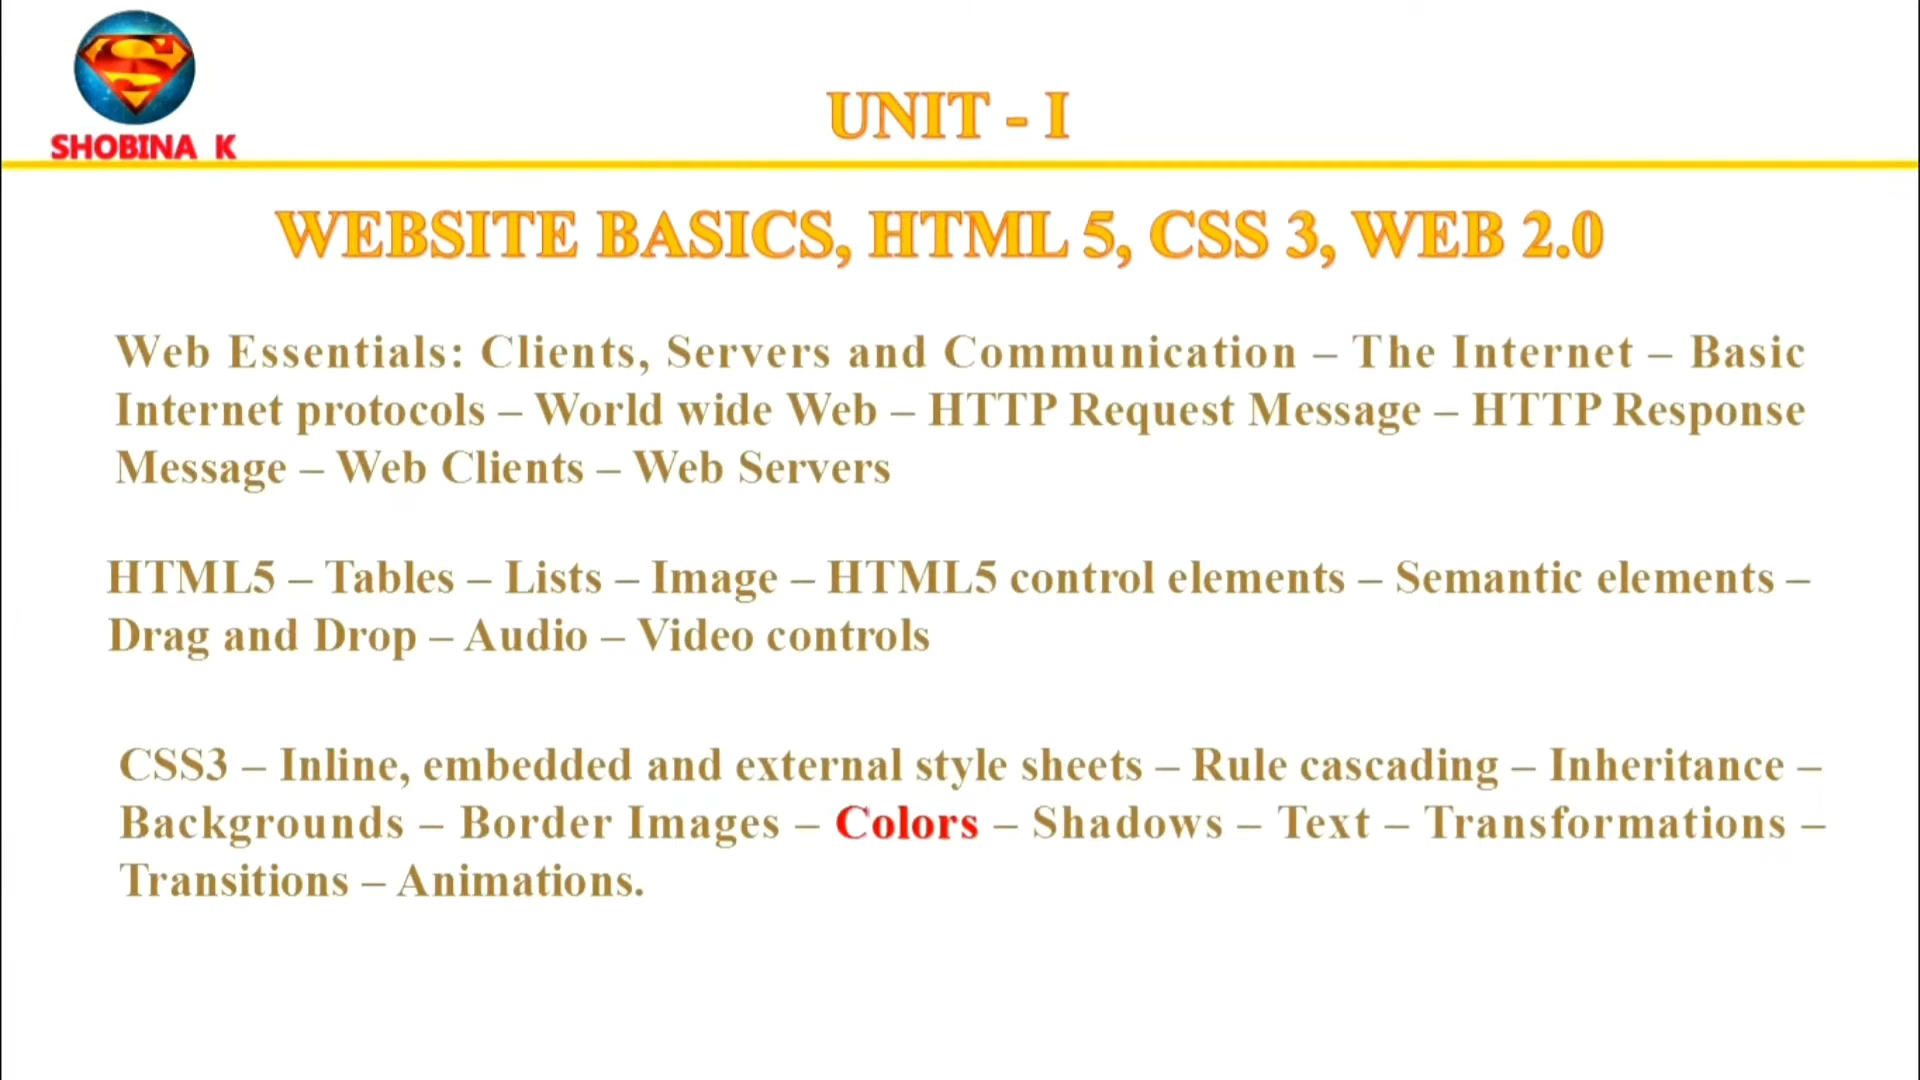 SHOBINA K
UNIT - I
WEBSITE BASICS, HTML 5, CSS 3, WEB 2.0
Web Essentials: Clients, Servers and Communication – The Internet – Basic
Internet protocols – World wide Web – HTTP Request Message – HTTP Response
Message – Web Clients – Web Servers
HTML5 – Tables – Lists – Image – HTML5 control elements – Semantic elements –
Drag and Drop – Audio – Video controls
CSS3 – Inline, embedded and external style sheets – Rule cascading – Inheritance –
Backgrounds – Border Images – Colors – Shadows – Text – Transformations –
Transitions – Animations.